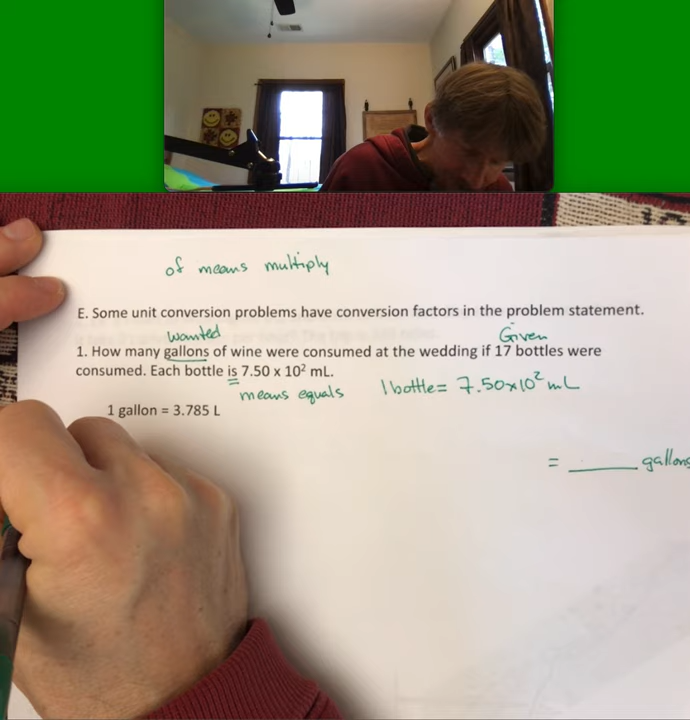 of means multiply
E. Some unit conversion problems have conversion factors in the problem statement.
Wanted Given
1. How many gallons of wine were consumed at the wedding if 17 bottles were
consumed. Each bottle is 7.50 x 10² mL.
means equals 1 bottle = 7.50x10² mL
1 gallon = 3.785 L
= ______ gallons